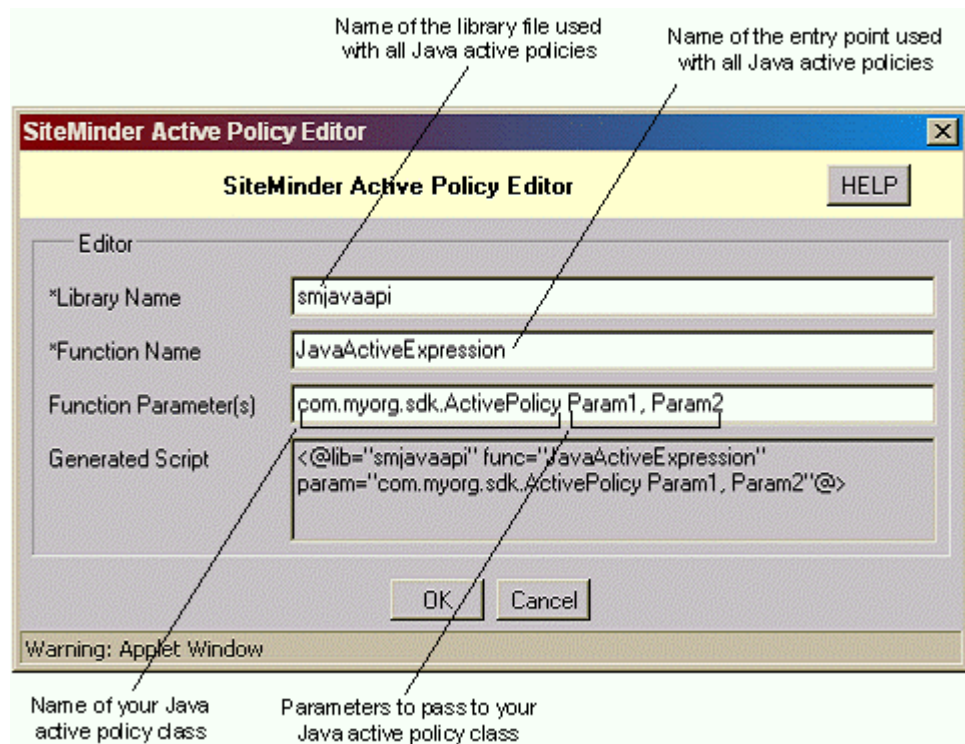 Name of the library file used
with all Java active policies
Name of the entry point used
with all Java active policies
SiteMinder Active Policy Editor
SiteMinder Active Policy Editor
HELP
Editor
*Library Name
smjavaapi
*Function Name
JavaActiveExpression
Function Parameter(s)
com.myorg.sdk.ActivePolicy Param1, Param2
Generated Script
<@lib="smjavaapi" func="JavaActiveExpression"
param="com.myorg.sdk.ActivePolicy Param1, Param2"@>
OK
Cancel
Warning: Applet Window
Name of your Java
active policy class
Parameters to pass to your
Java active policy class